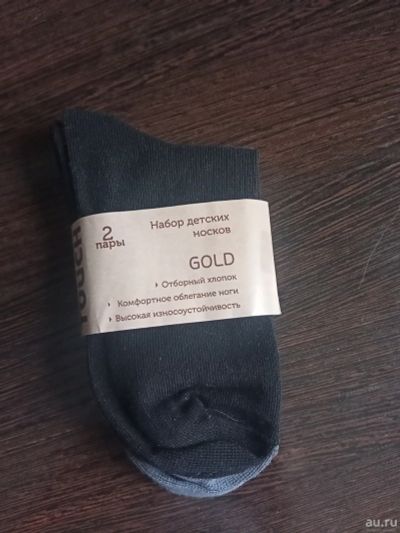 2
пары
Набор детских
носков
GOLD
Отборный хлопок
Комфортное облегание ноги
Высокая износоустойчивость
au.ru